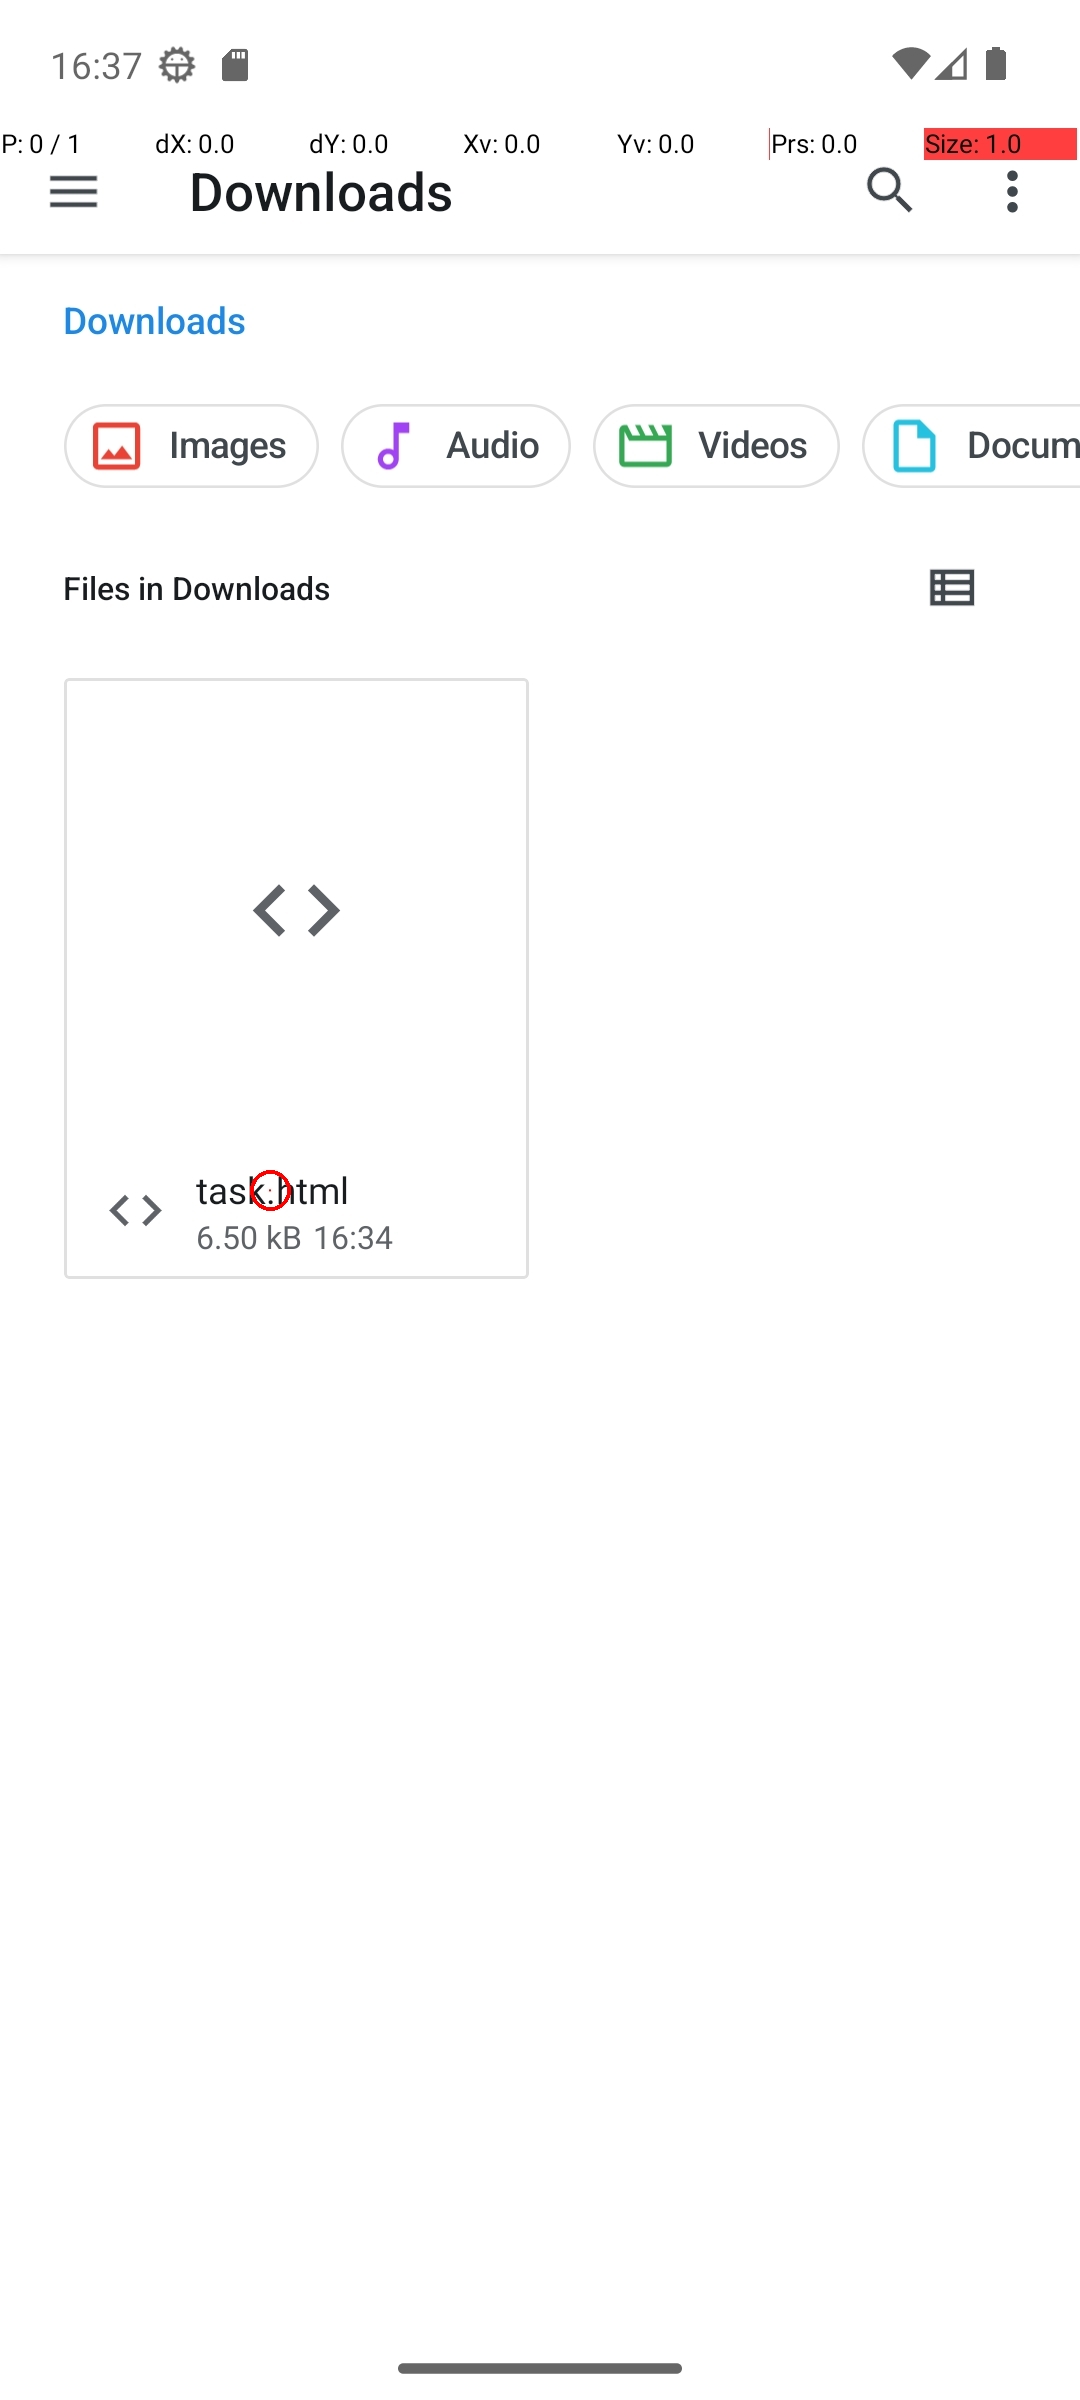 16:37
P: 0 / 1 dX: 0.0 dY: 0.0 Xv: 0.0 Yv: 0.0 Prs: 0.0 Size: 1.0
Downloads
Downloads
Images Audio Videos Docum
Files in Downloads
task.html
6.50 kB 16:34